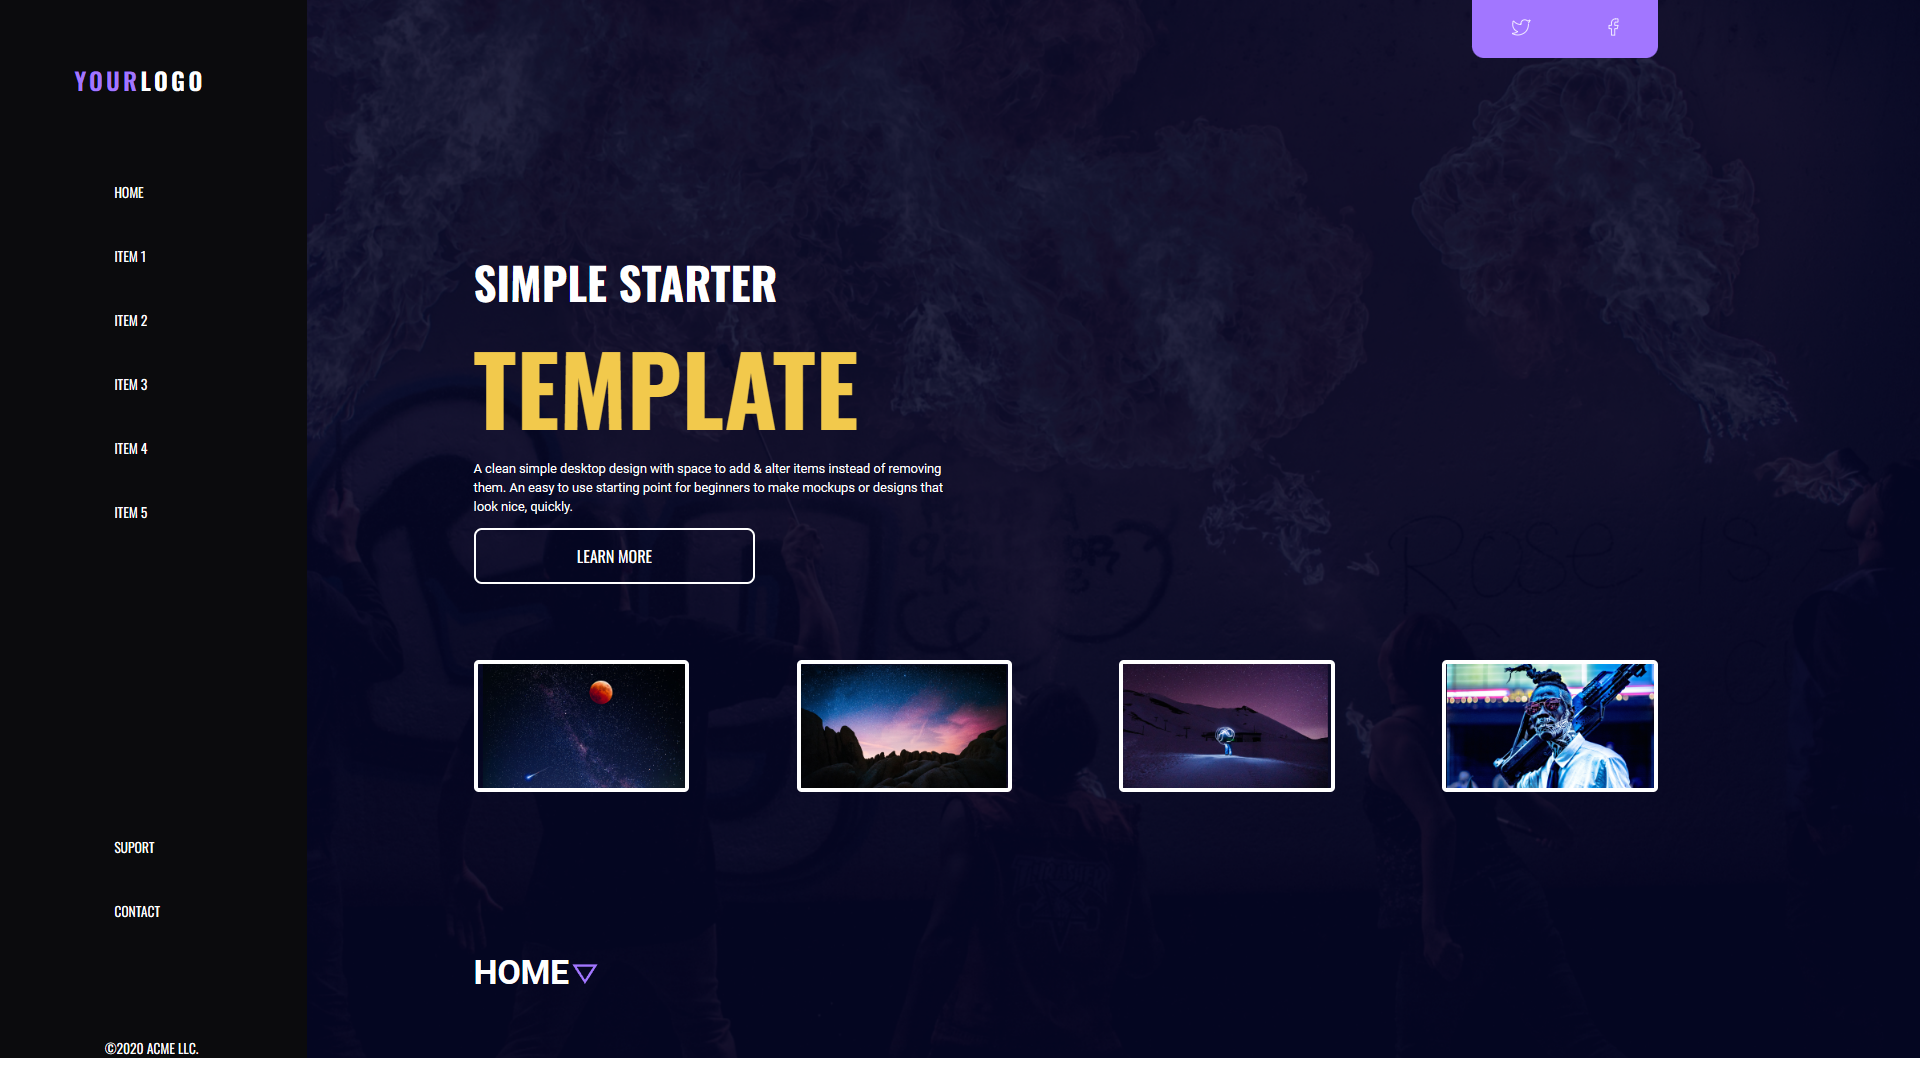 YOURLOGO
HOME
ITEM 1
ITEM 2
ITEM 3
ITEM 4
ITEM 5
SUPORT
CONTACT
©2020 ACME LLC.
SIMPLE STARTER
TEMPLATE
A clean simple desktop design with space to add & alter items instead of removing
them. An easy to use starting point for beginners to make mockups or designs that
look nice, quickly.
LEARN MORE
Rose is
HOME